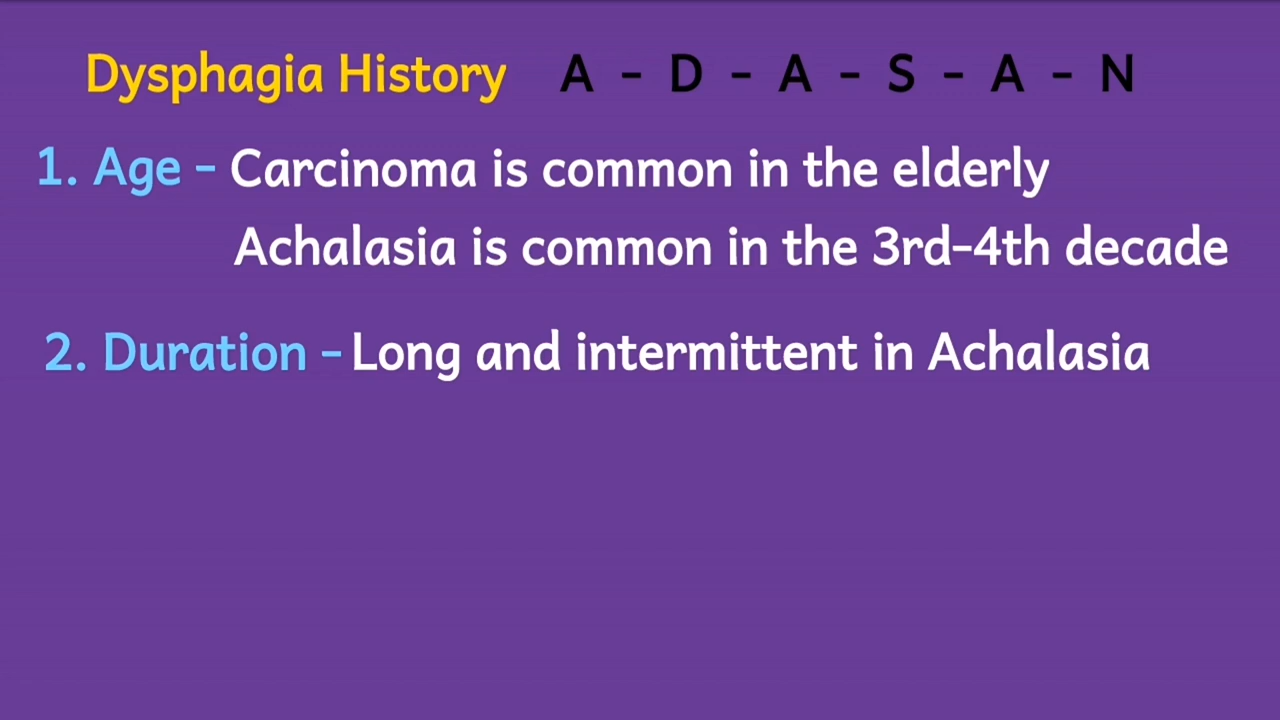 Dysphagia History A - D - A - S - A - N
1. Age - Carcinoma is common in the elderly
Achalasia is common in the 3rd-4th decade
2. Duration - Long and intermittent in Achalasia